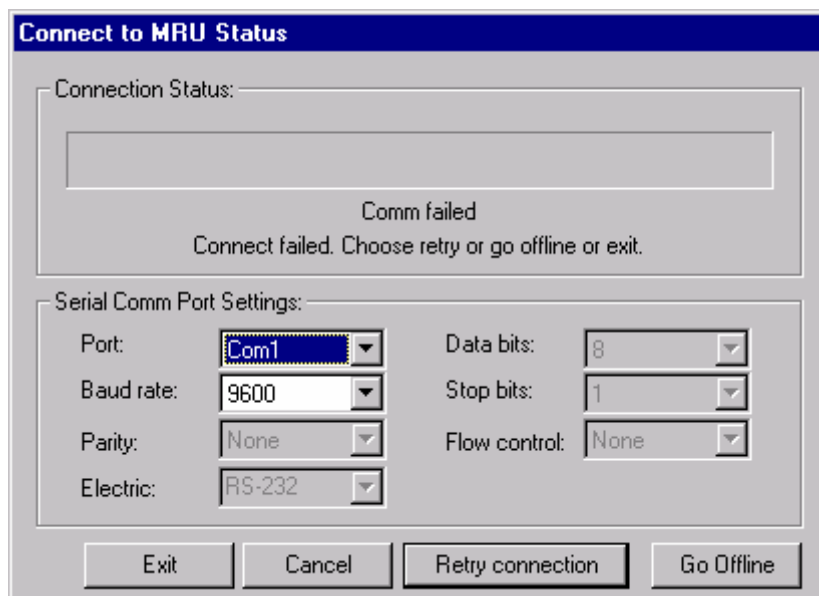 Connect to MRU Status
Connection Status:
Comm failed
Connect failed. Choose retry or go offline or exit.
Serial Comm Port Settings:
Port: Com1 Data bits: 8
Baud rate: 9600 Stop bits: 1
Parity: None Flow control: None
Electric: RS-232
Exit Cancel Retry connection Go Offline